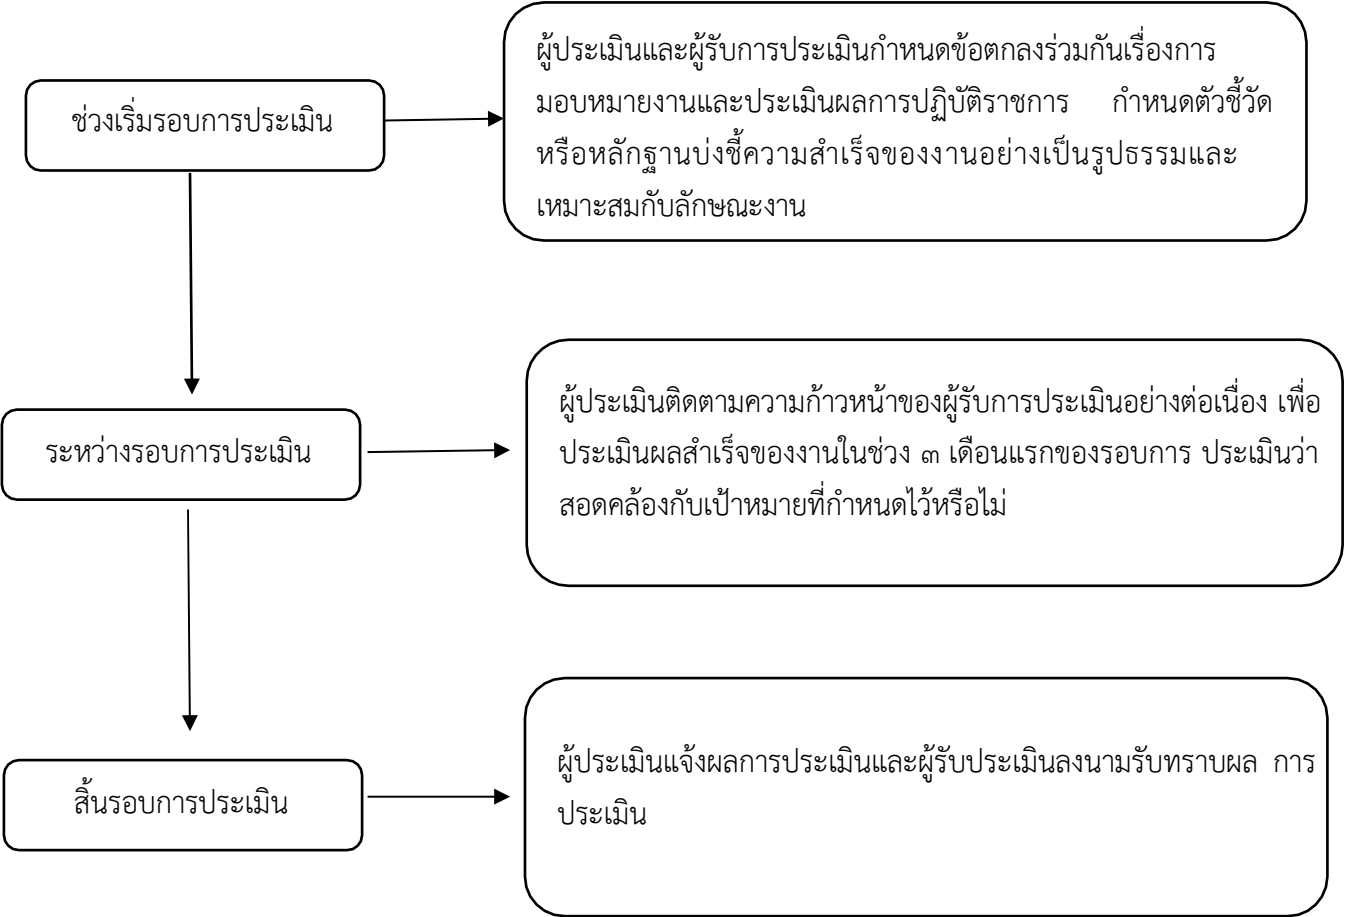 ช่วงเริ่มรอบการประเมิน
ผู้ประเมินและผู้รับการประเมินกำหนดข้อตกลงร่วมกันเรื่องการ
มอบหมายงานและประเมินผลการปฏิบัติราชการ กำหนดตัวชี้วัด
หรือหลักฐานบ่งชี้ความสำเร็จของงานอย่างเป็นรูปธรรมและ
เหมาะสมกับลักษณะงาน
ระหว่างรอบการประเมิน
ผู้ประเมินติดตามความก้าวหน้าของผู้รับการประเมินอย่างต่อเนื่อง เพื่อ
ประเมินผลสำเร็จของงานในช่วง ๓ เดือนแรกของรอบการ ประเมินว่า
สอดคล้องกับเป้าหมายที่กำหนดไว้หรือไม่
สิ้นรอบการประเมิน
ผู้ประเมินแจ้งผลการประเมินและผู้รับประเมินลงนามรับทราบผล การ
ประเมิน